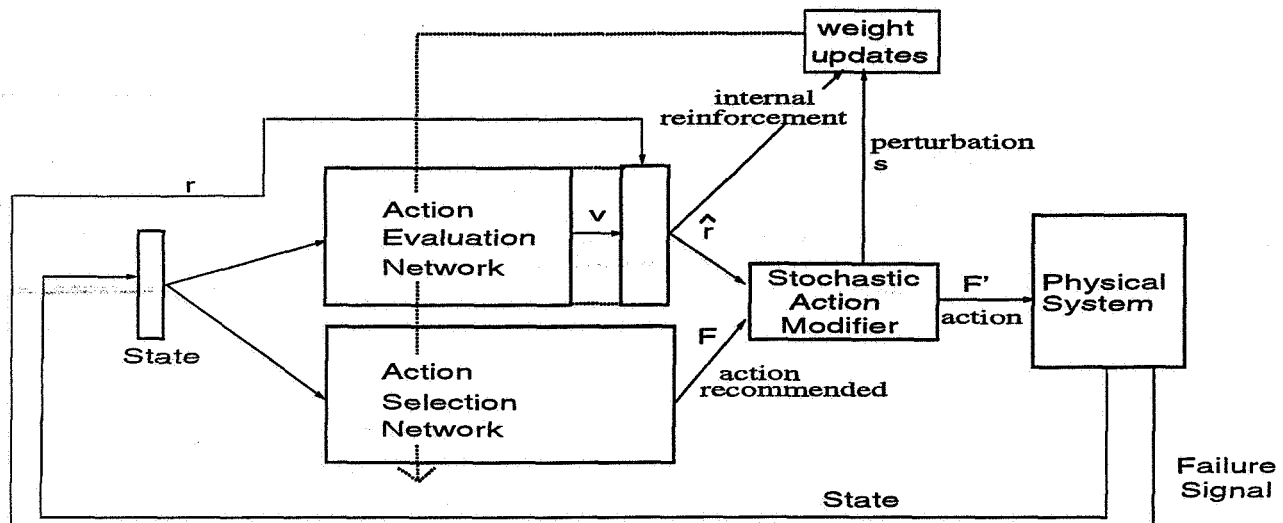 weight
updates
internal
reinforcement
perturbation
s
r
Action
Evaluation
Network
v
r̂
State
Stochastic
Action
Modifier
F'
action
Physical
System
F
action
recommended
Action
Selection
Network
State
Failure
Signal